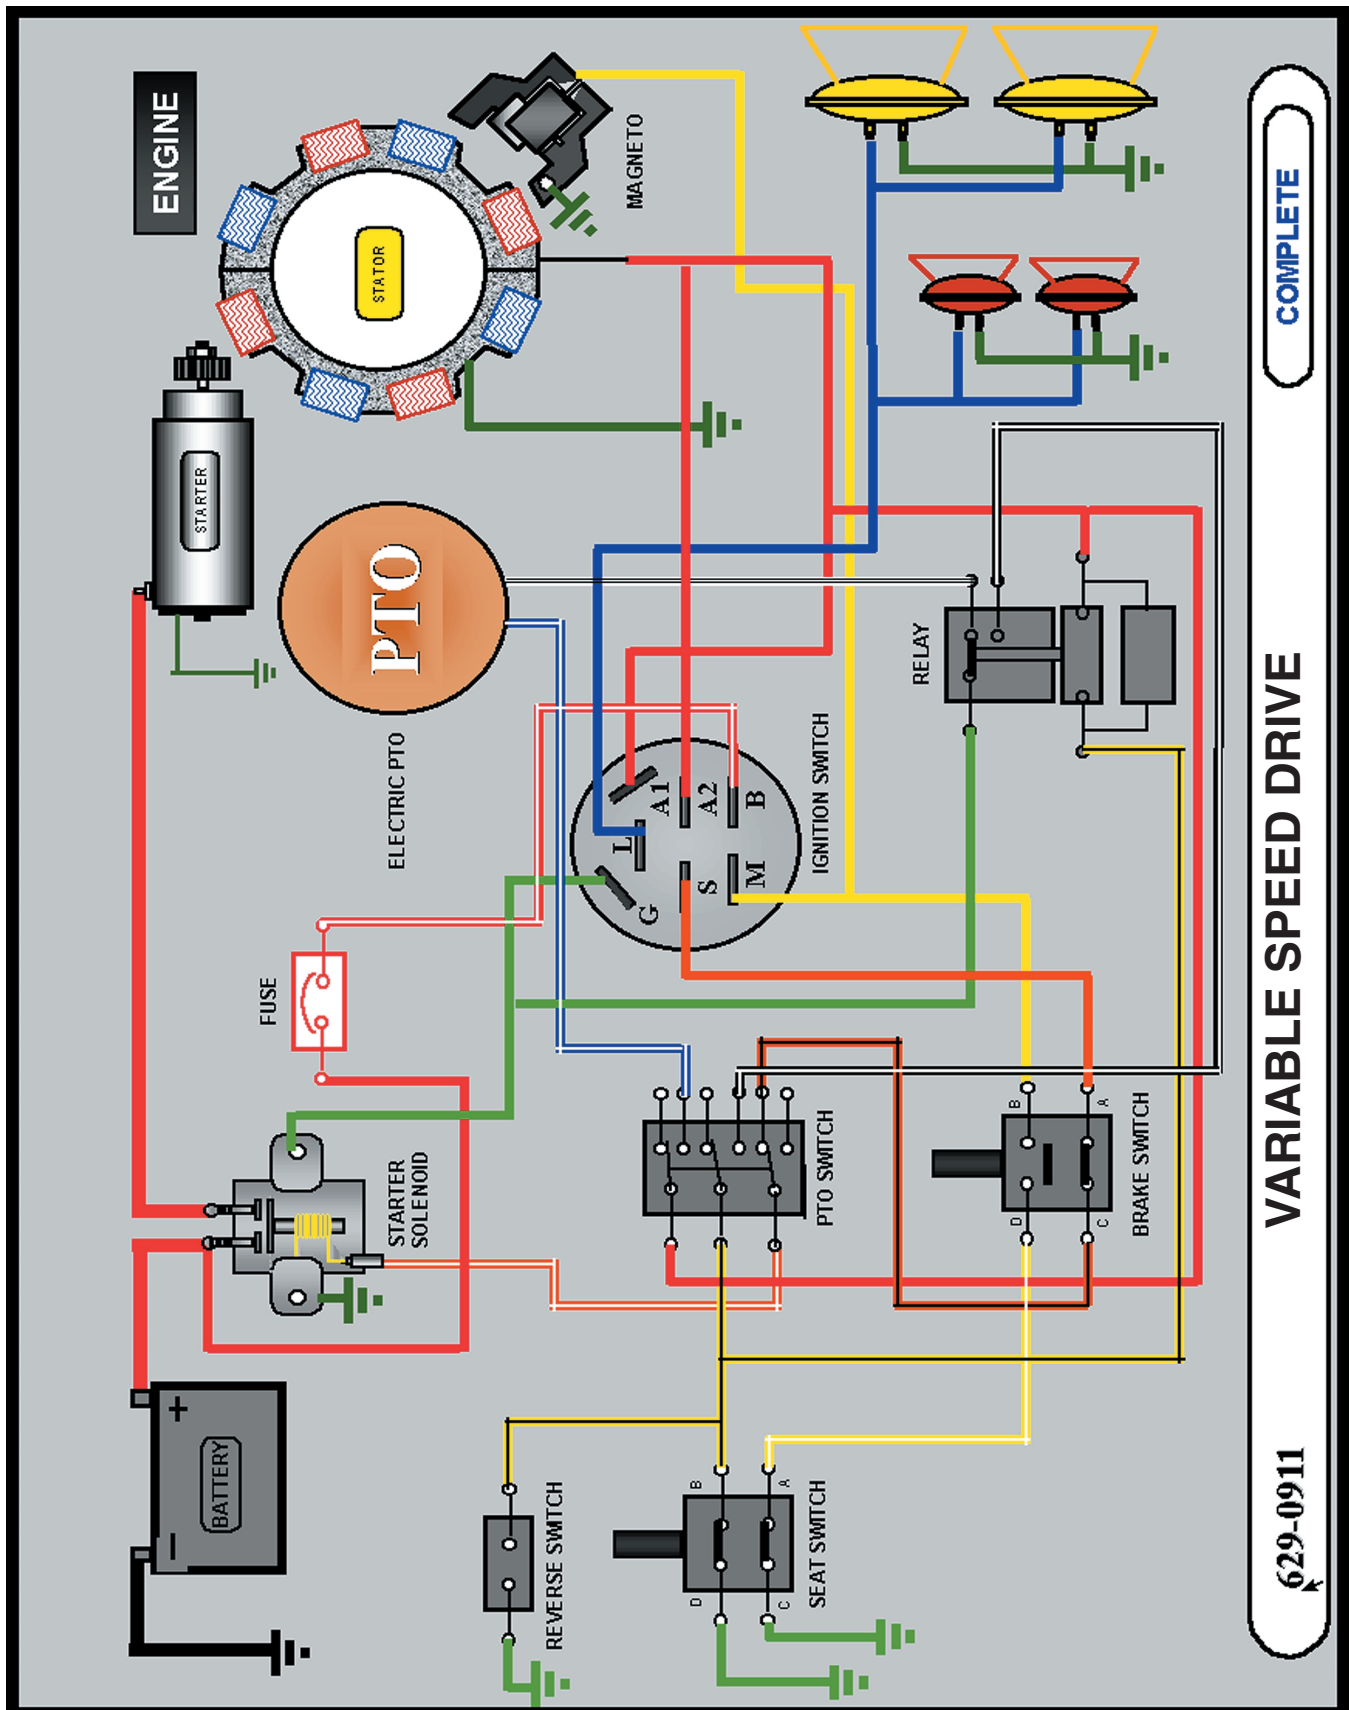 ENGINE
MAGNETO
STATOR
STARTER
PTO
ELECTRIC PTO
RELAY
IGNITION SWITCH
A1
A2
B
L
G
S
M
FUSE
STARTER
SOLENOID
PTO SWITCH
BRAKE SWITCH
B
A
D
C
BATTERY
+
−
REVERSE SWITCH
SEAT SWITCH
B
A
D
C
629-0911
VARIABLE SPEED DRIVE
COMPLETE